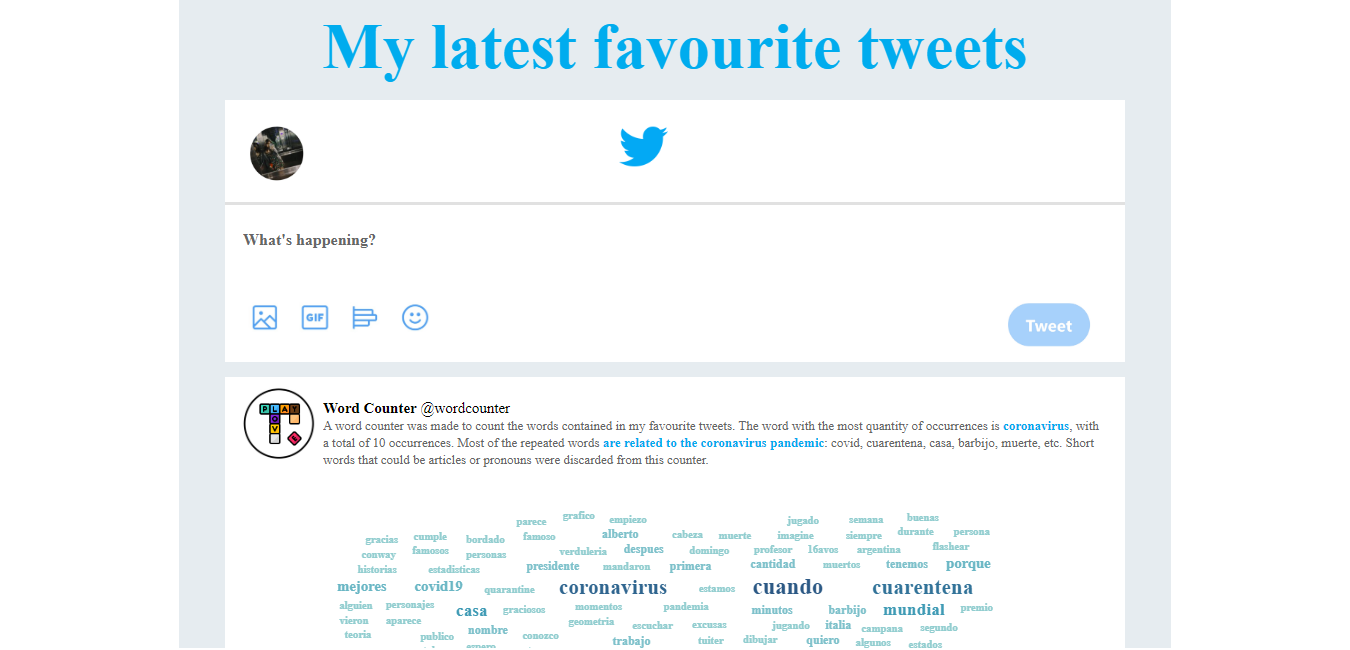 My latest favourite tweets
What's happening?
GIF
Tweet
PLAY
LOVE
Word Counter @wordcounter
A word counter was made to count the words contained in my favourite tweets. The word with the most quantity of occurrences is coronavirus, with
a total of 10 occurrences. Most of the repeated words are related to the coronavirus pandemic: covid, cuarentena, casa, barbijo, muerte, etc. Short
words that could be articles or pronouns were discarded from this counter.
parece grafico empiezo jugado semana buenas
gracias cumple bordado famoso alberto cabeza muerte imagine siempre durante persona
conway famosos personas verduleria despues domingo profesor 16avos argentina flashear
historias estadisticas presidente mandaron primera cantidad muertos tenemos porque
mejores covid19 quarantine coronavirus estamos cuando cuarentena
alguien personajes casa graciosos momentos pandemia minutos barbijo mundial premio
vieron aparece geometria escuchar excusas jugando italia campana segundo
teoria publico nombre conozco trabajo tuiter dibujar quiero algunos estados